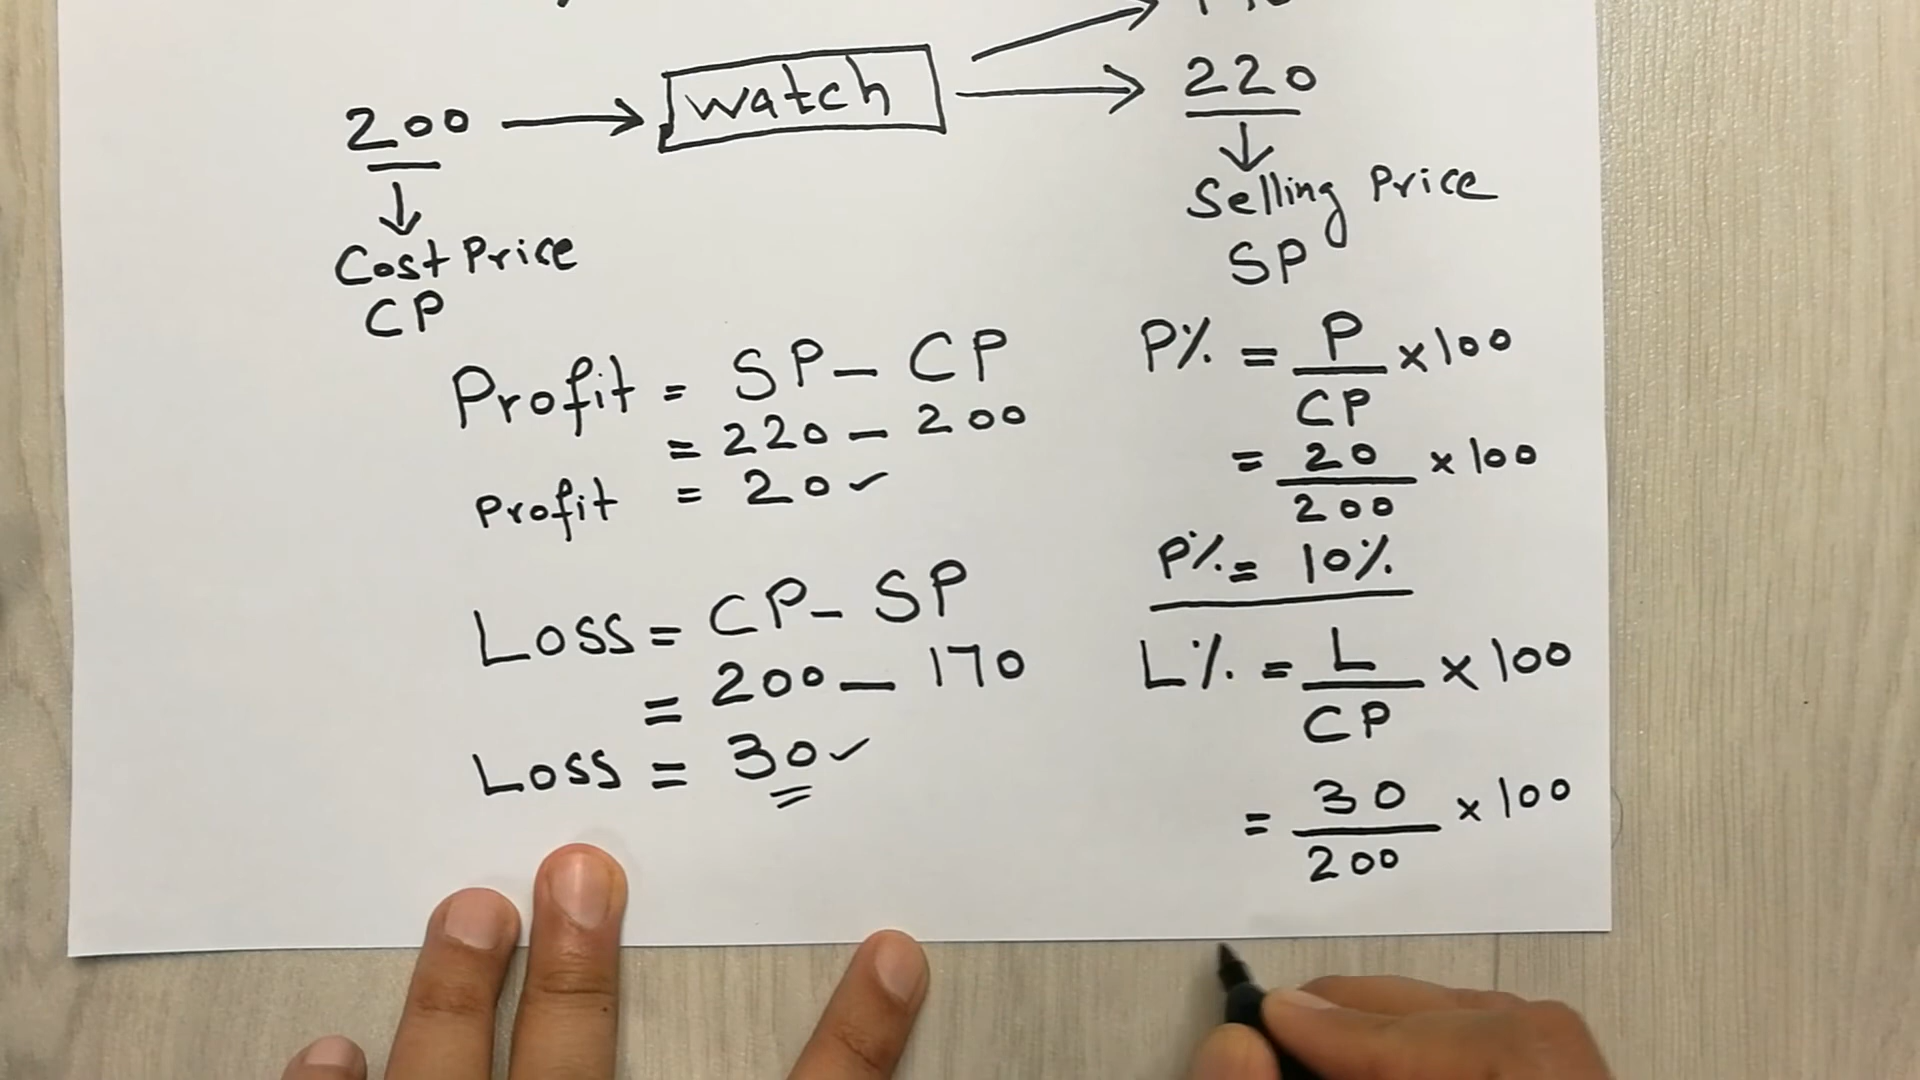 200 → watch → 220
Selling Price
SP
Cost Price
CP
Profit = SP - CP
= 220 - 200
Profit = 20 ✓
Loss = CP - SP
= 200 - 170
Loss = 30 ✓
P% = P/CP × 100
= 20/200 × 100
P% = 10%
L% = L/CP × 100
= 30/200 × 100